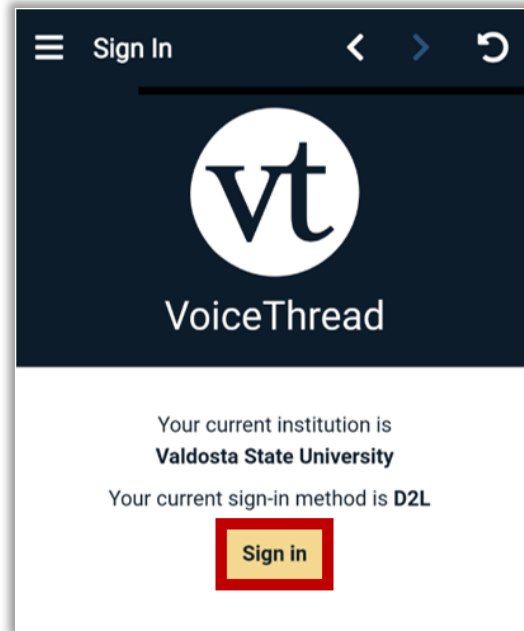 Sign In
vt
VoiceThread
Your current institution is
Valdosta State University
Your current sign-in method is D2L
Sign in